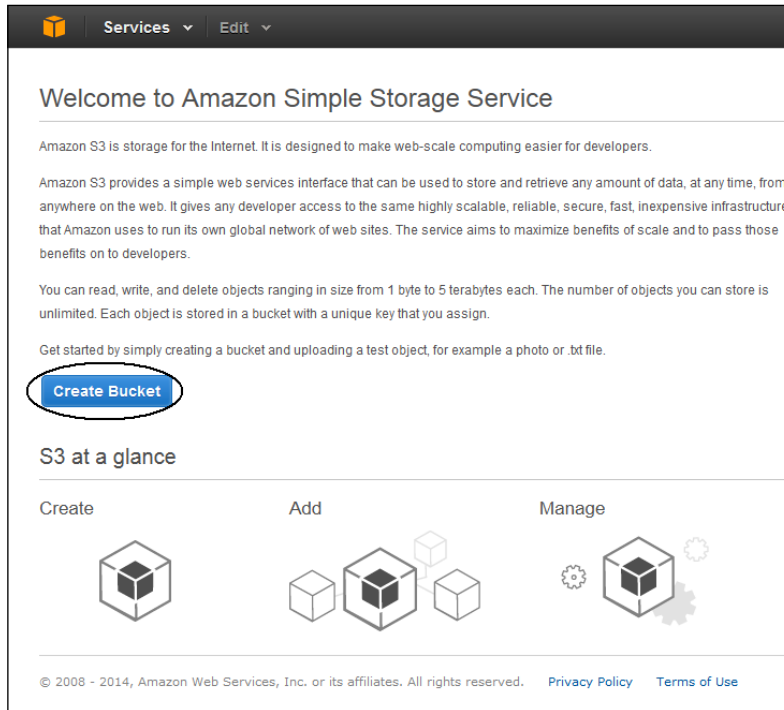 Services Edit
Welcome to Amazon Simple Storage Service
Amazon S3 is storage for the Internet. It is designed to make web-scale computing easier for developers.
Amazon S3 provides a simple web services interface that can be used to store and retrieve any amount of data, at any time, from
anywhere on the web. It gives any developer access to the same highly scalable, reliable, secure, fast, inexpensive infrastructure
that Amazon uses to run its own global network of web sites. The service aims to maximize benefits of scale and to pass those
benefits on to developers.
You can read, write, and delete objects ranging in size from 1 byte to 5 terabytes each. The number of objects you can store is
unlimited. Each object is stored in a bucket with a unique key that you assign.
Get started by simply creating a bucket and uploading a test object, for example a photo or .txt file.
Create Bucket
S3 at a glance
Create Add Manage
© 2008 - 2014, Amazon Web Services, Inc. or its affiliates. All rights reserved. Privacy Policy Terms of Use